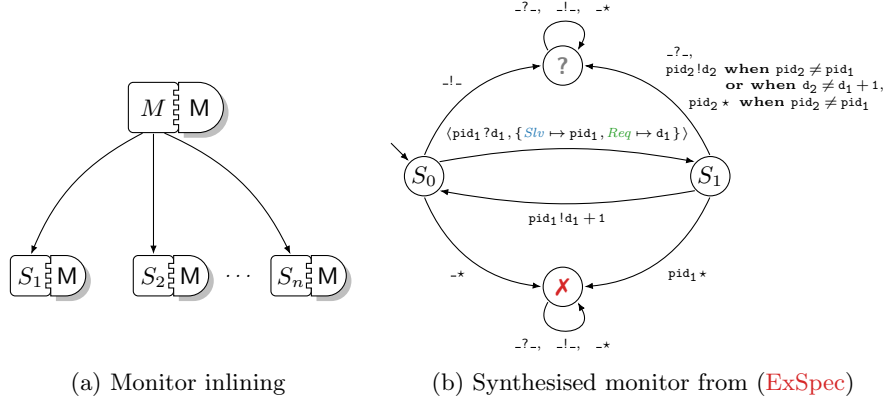 _?_, _!_, _⋆
?
_!_
_?_,
pid₂!d₂ when pid₂ ≠ pid₁
or when d₂ ≠ d₁ + 1,
pid₂⋆ when pid₂ ≠ pid₁
M M
⟨pid₁?d₁, {Slv ↦ pid₁, Req ↦ d₁}⟩
S₀ S₁
pid₁!d₁ + 1
S₁ M S₂ M ··· Sₙ M
_⋆
✗
pid₁⋆
_?_, _!_, _⋆
(a) Monitor inlining
(b) Synthesised monitor from (ExSpec)